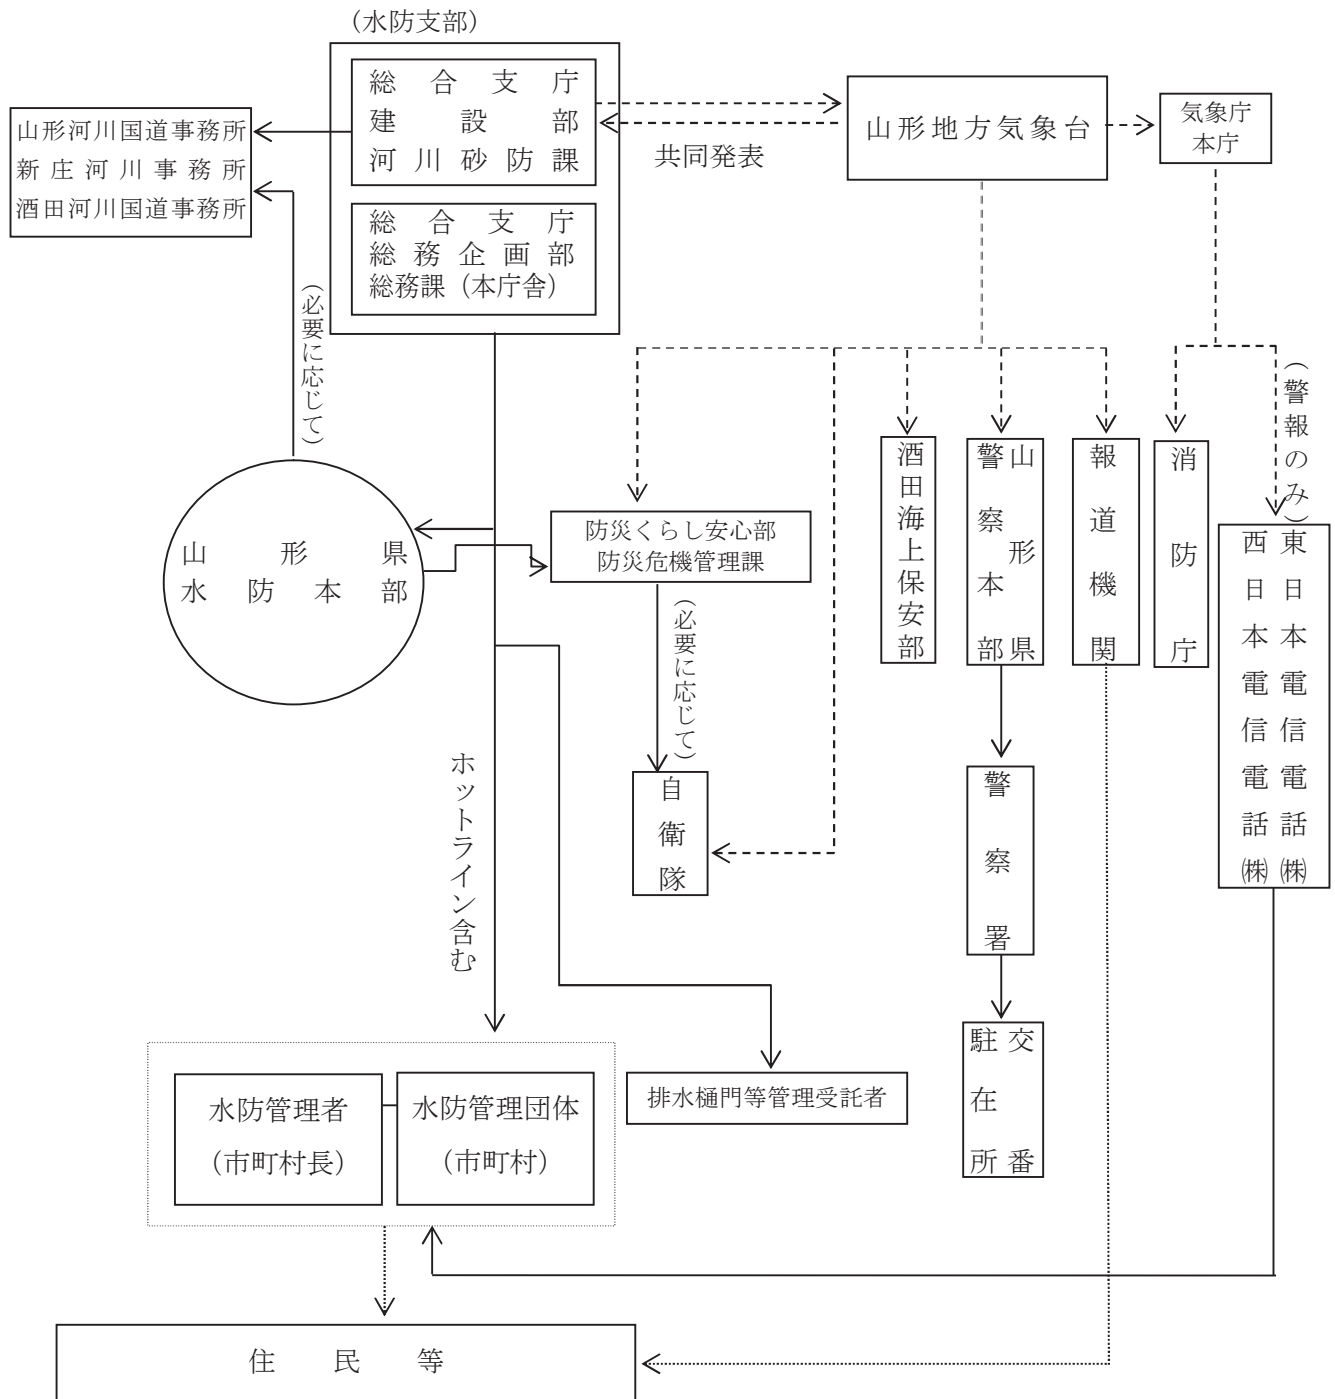 （水防支部）
総合支庁
建設部
河川砂防課
総合支庁
総務企画部
総務課（本庁舎）
山形河川国道事務所
新庄河川事務所
酒田河川国道事務所
共同発表
山形地方気象台
気象庁
本庁
（必要に応じて）
（警報のみ）
山形県
水防本部
防災くらし安心部
防災危機管理課
（必要に応じて）
自衛隊
酒田海上保安部
山形県
警察本部
報道機関
消防庁
東日本電信電話㈱
西日本電信電話㈱
警察署
交番
駐在所
ホットライン含む
水防管理者
（市町村長）
水防管理団体
（市町村）
排水樋門等管理受託者
住民等